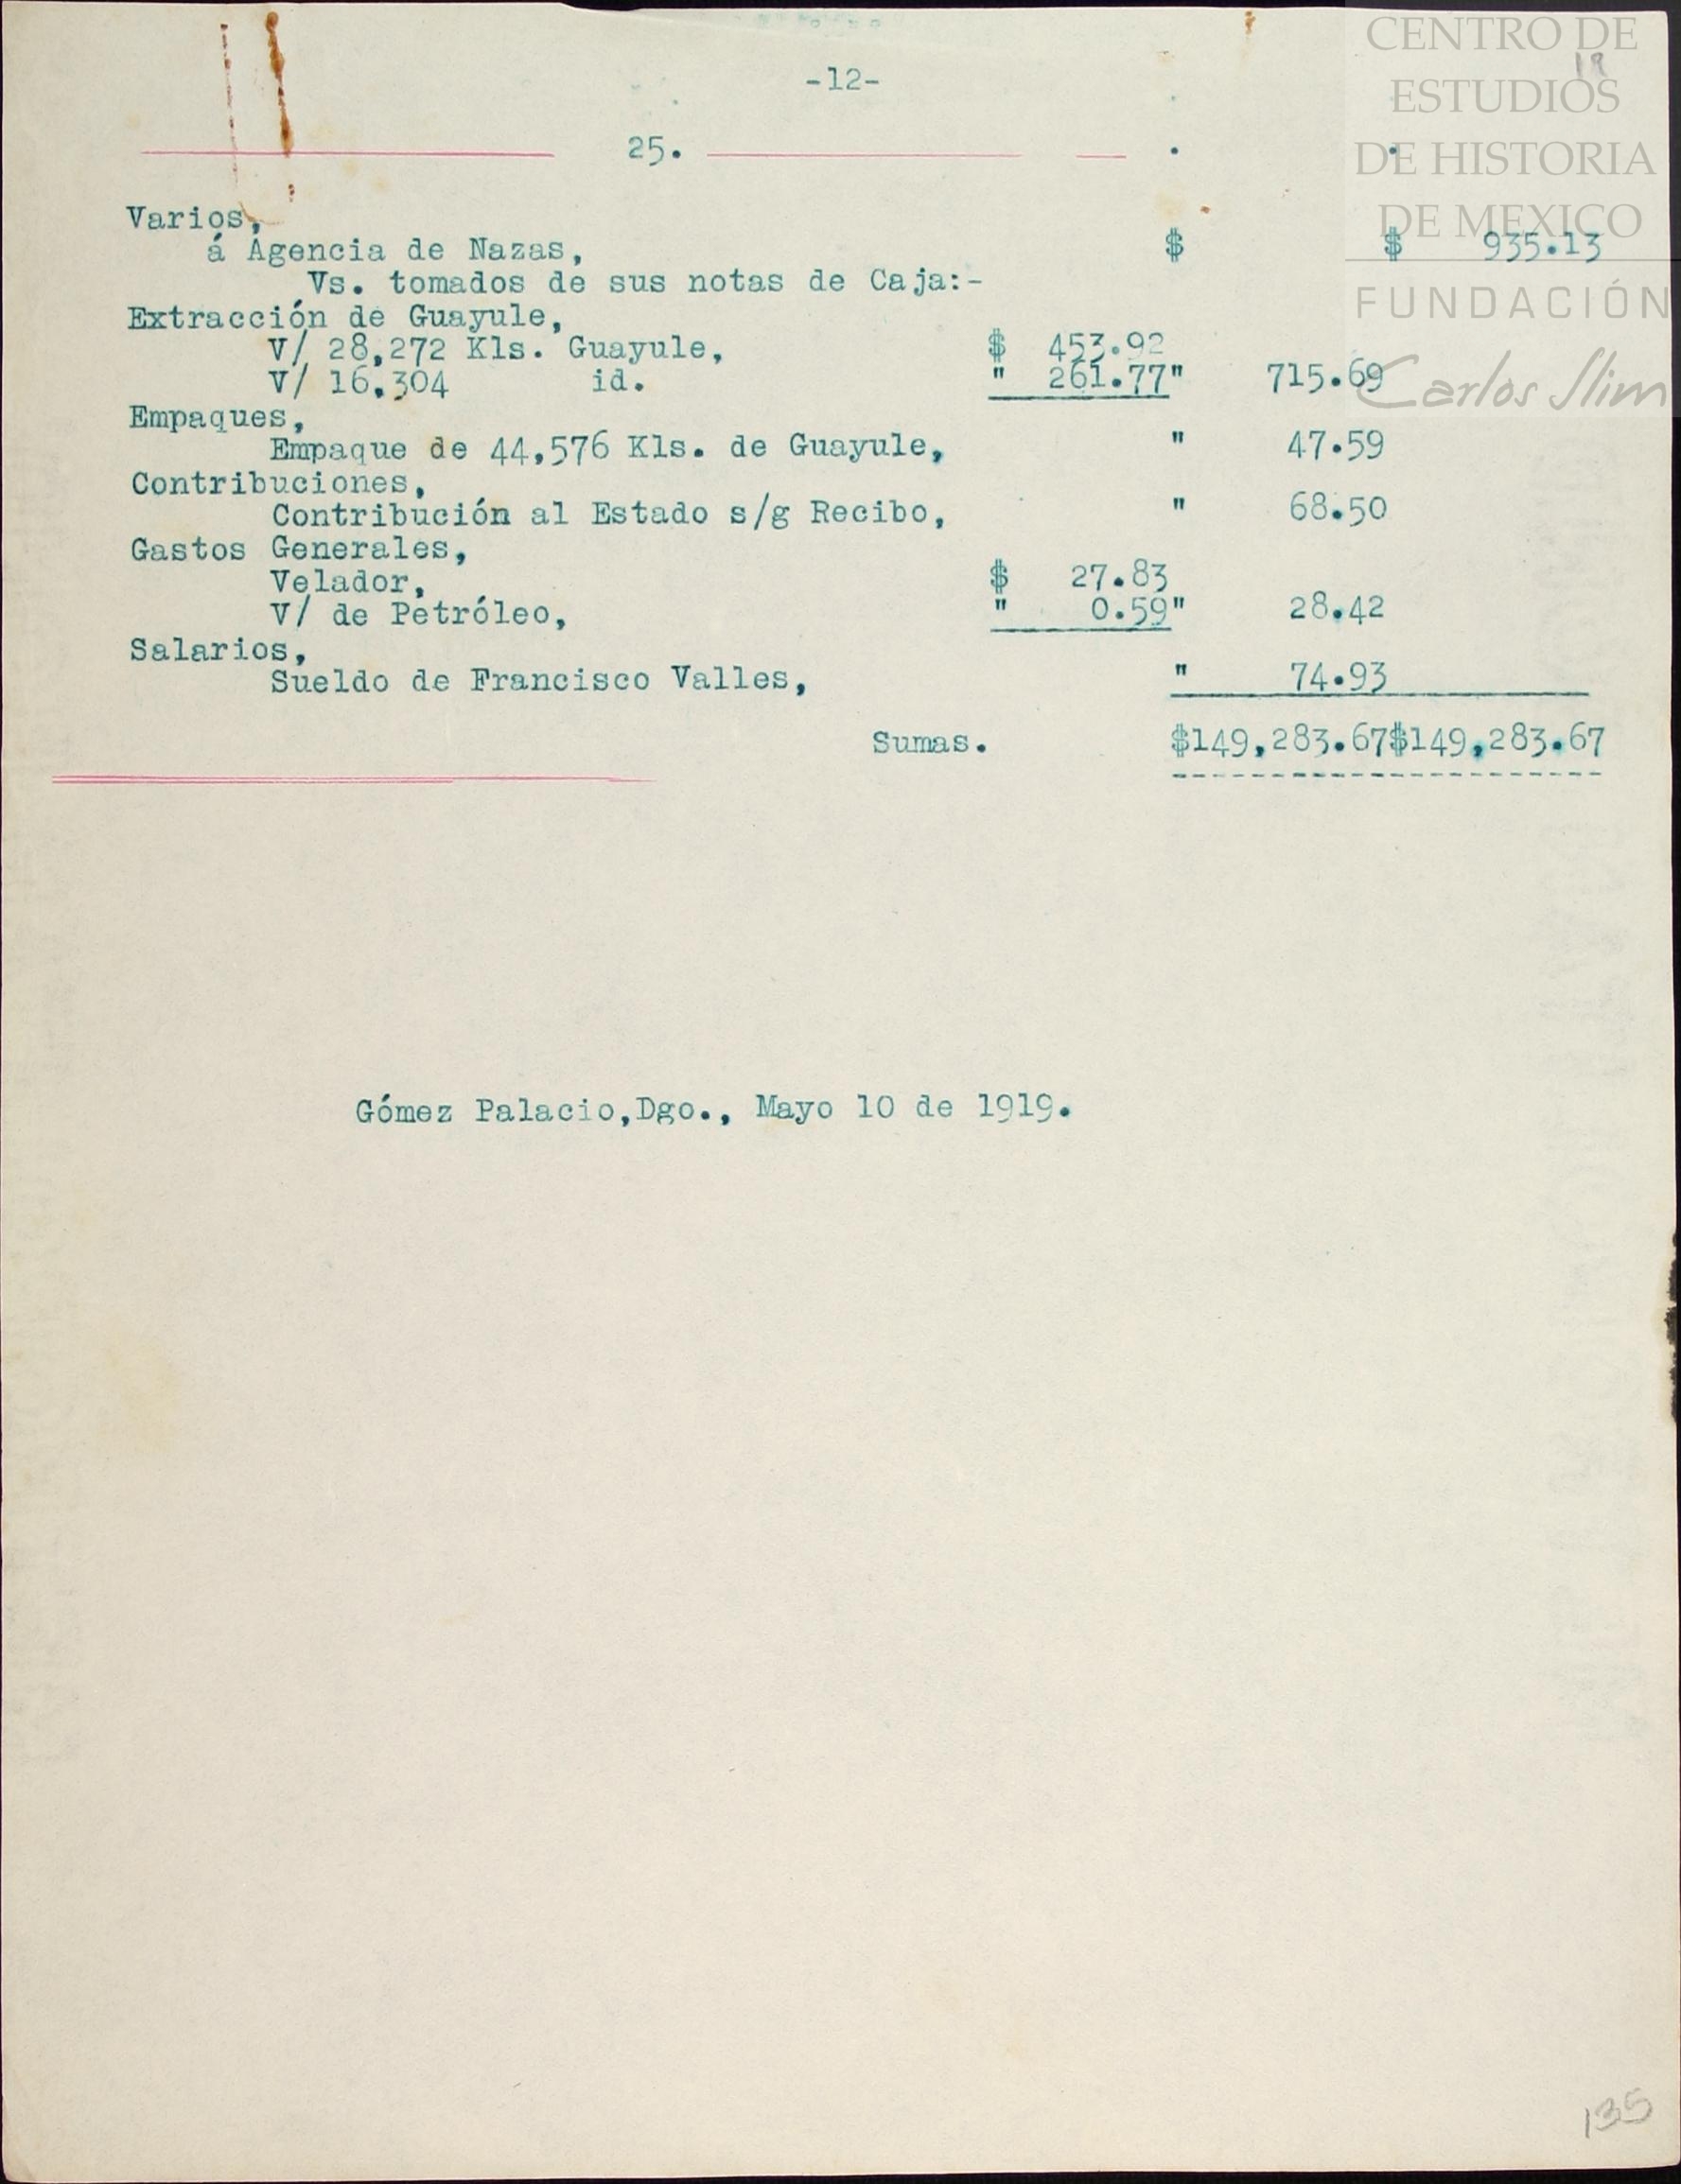 CENTRO DE
ESTUDIOS
DE HISTORIA
DE MEXICO
FUNDACIÓN
Carlos Slim
-12-
25.
Varios,
á Agencia de Nazas, $ $ 935.13
Vs. tomados de sus notas de Caja:-
Extracción de Guayule,
V/ 28,272 Kls. Guayule, $ 453.92
V/ 16,304 id. " 261.77" 715.69
Empaques,
Empaque de 44,576 Kls. de Guayule, " 47.59
Contribuciones,
Contribución al Estado s/g Recibo, " 68.50
Gastos Generales,
Velador, $ 27.83
V/ de Petróleo, " 0.59" 28.42
Salarios,
Sueldo de Francisco Valles, " 74.93
Sumas. $149,283.67$149,283.67
Gómez Palacio,Dgo., Mayo 10 de 1919.
135